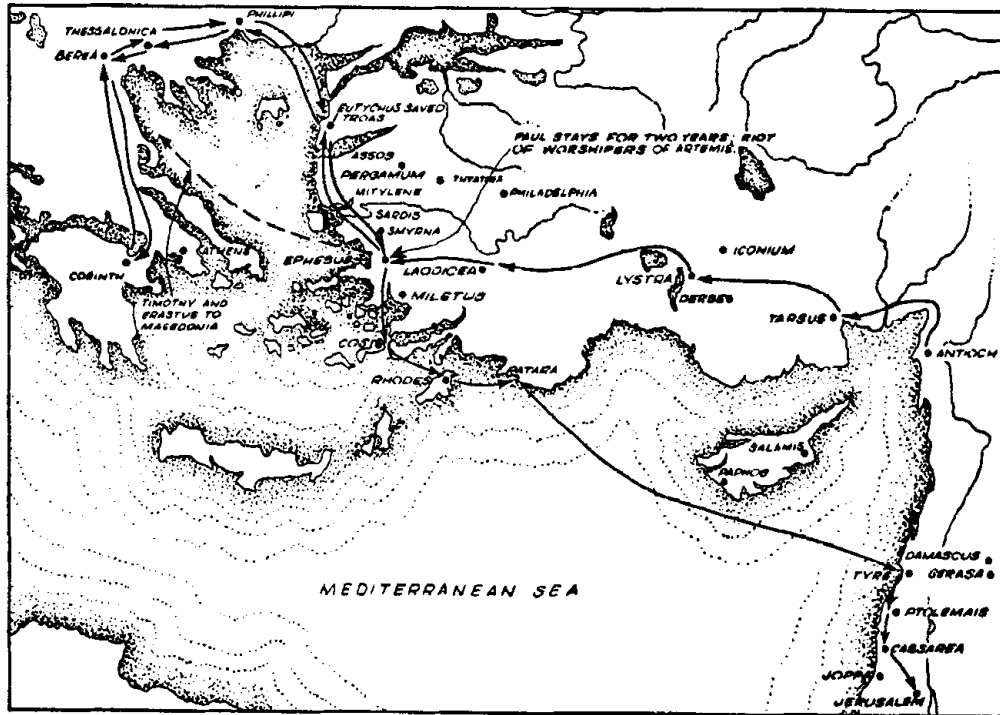 PHILLIPI
THESSALONICA
BEREA
EUTYCHUS SAVED
TROAS
PAUL STAYS FOR TWO YEARS; RIOT
OF WORSHIPERS OF ARTEMIS.
ASSOS
PERGAMUM
THYATIRA
MITYLENE
PHILADELPHIA
SARDIS
SMYRNA
ATHENS
EPHESUS
ICONIUM
CORINTH
LAODICEA
LYSTRA
DERBE
MILETUS
TIMOTHY AND
ERASTUS TO
MACEDONIA
TARSUS
COS
ANTIOCH
PATARA
RHODES
SALAMIS
PAPHOS
DAMASCUS
TYRE
GERASA
MEDITERRANEAN SEA
PTOLEMAIS
CAESAREA
JOPPA
JERUSALEM